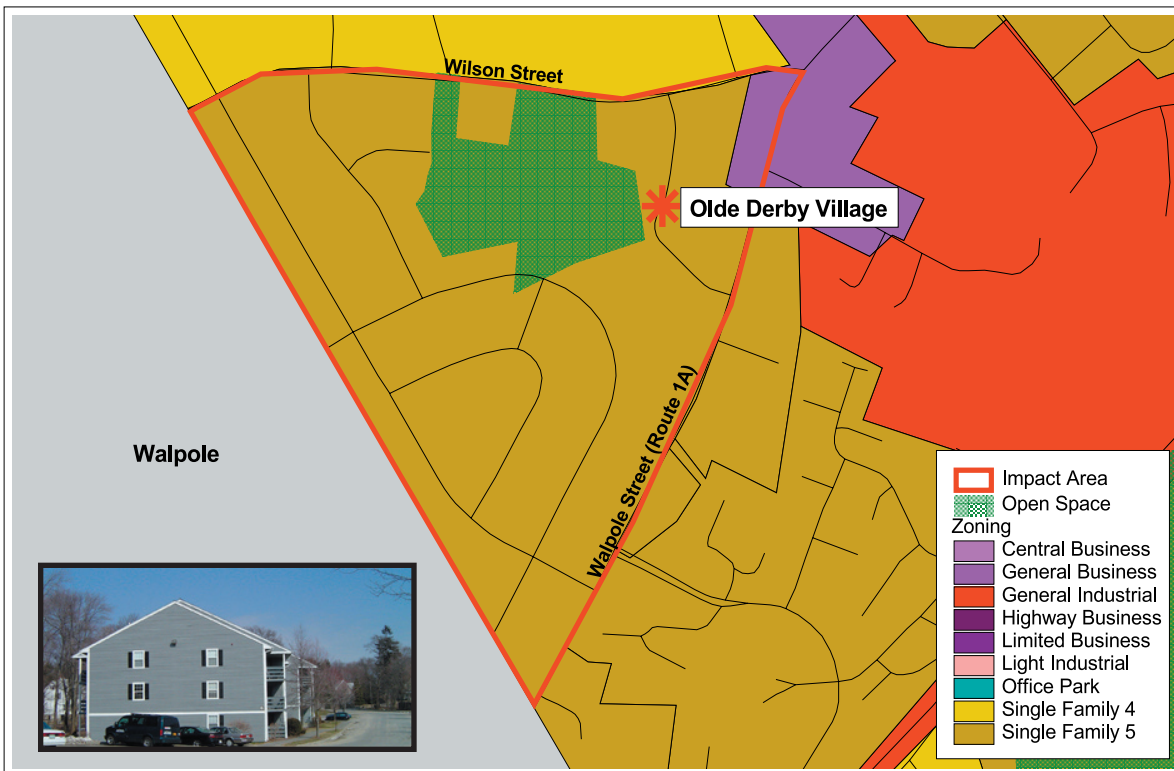 Wilson Street
Olde Derby Village
Walpole Street (Route 1A)
Walpole
Impact Area
Open Space
Zoning
Central Business
General Business
General Industrial
Highway Business
Limited Business
Light Industrial
Office Park
Single Family 4
Single Family 5